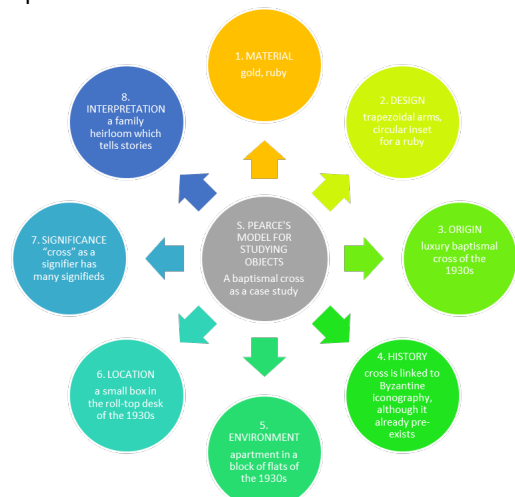 1. MATERIAL
gold, ruby
2. DESIGN
trapezoidal arms,
circular inset
for a ruby
3. ORIGIN
luxury baptismal
cross of the
1930s
4. HISTORY
cross is linked to
Byzantine
iconography,
although it
already pre-
exists
5.
ENVIRONMENT
apartment in a
block of flats of
the 1930s
6. LOCATION
a small box in
the roll-top desk
of the 1930s
7. SIGNIFICANCE
"cross" as a
signifier has
many signifieds
8.
INTERPRETATION
a family
heirloom which
tells stories
S. PEARCE'S
MODEL FOR
STUDYING
OBJECTS
A baptismal cross
as a case study